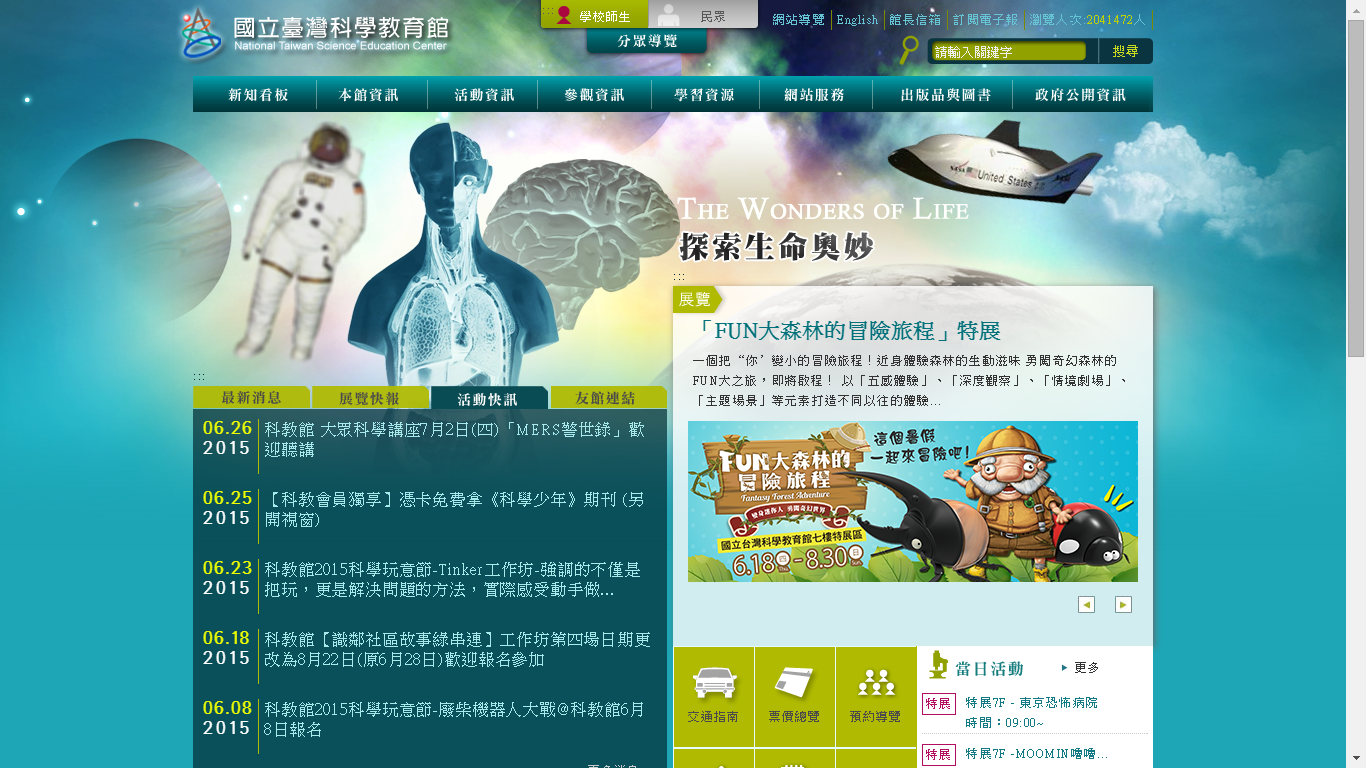 國立臺灣科學教育館
National Taiwan Science Education Center
學校師生
民眾
分眾導覽
網站導覽 English 館長信箱 訂閱電子報 瀏覽人次:2041472人
請輸入關鍵字 搜尋
新知看板 本館資訊 活動資訊 參觀資訊 學習資源 網站服務 出版品與圖書 政府公開資訊
United States
THE WONDERS OF LIFE
探索生命奧妙
:::
展覽
「FUN大森林的冒險旅程」特展
一個把“你’變小的冒險旅程！近身體驗森林的生動滋味 勇闖奇幻森林的
FUN大之旅，即將啟程！ 以「五感體驗」、「深度觀察」、「情境劇場」、
「主題場景」等元素打造不同以往的體驗...
FUN大森林的
冒險旅程
Fantasy Forest Adventure
變身迷你人 勇闖奇幻世界
國立台灣科學教育館七樓特展區
6.18四-8.30日
這個暑假
一起來冒險吧!
:::
最新消息 展覽快報 活動快訊 友館連結
06.26
2015
科教館 大眾科學講座7月2日(四)「MERS警世錄」歡
迎聽講
06.25
2015
【科教會員獨享】憑卡免費拿《科學少年》期刊 (另
開視窗)
06.23
2015
科教館2015科學玩意節-Tinker工作坊-強調的不僅是
把玩，更是解決問題的方法，實際感受動手做...
06.18
2015
科教館【識鄰社區故事綠串連】工作坊第四場日期更
改為8月22日(原6月28日)歡迎報名參加
06.08
2015
科教館2015科學玩意節-廢柴機器人大戰@科教館6月
8日報名
交通指南 票價總覽 預約導覽
當日活動
更多
特展 特展7F - 東京恐怖病院
時間：09:00~
特展 特展7F -MOOMIN嚕嚕...